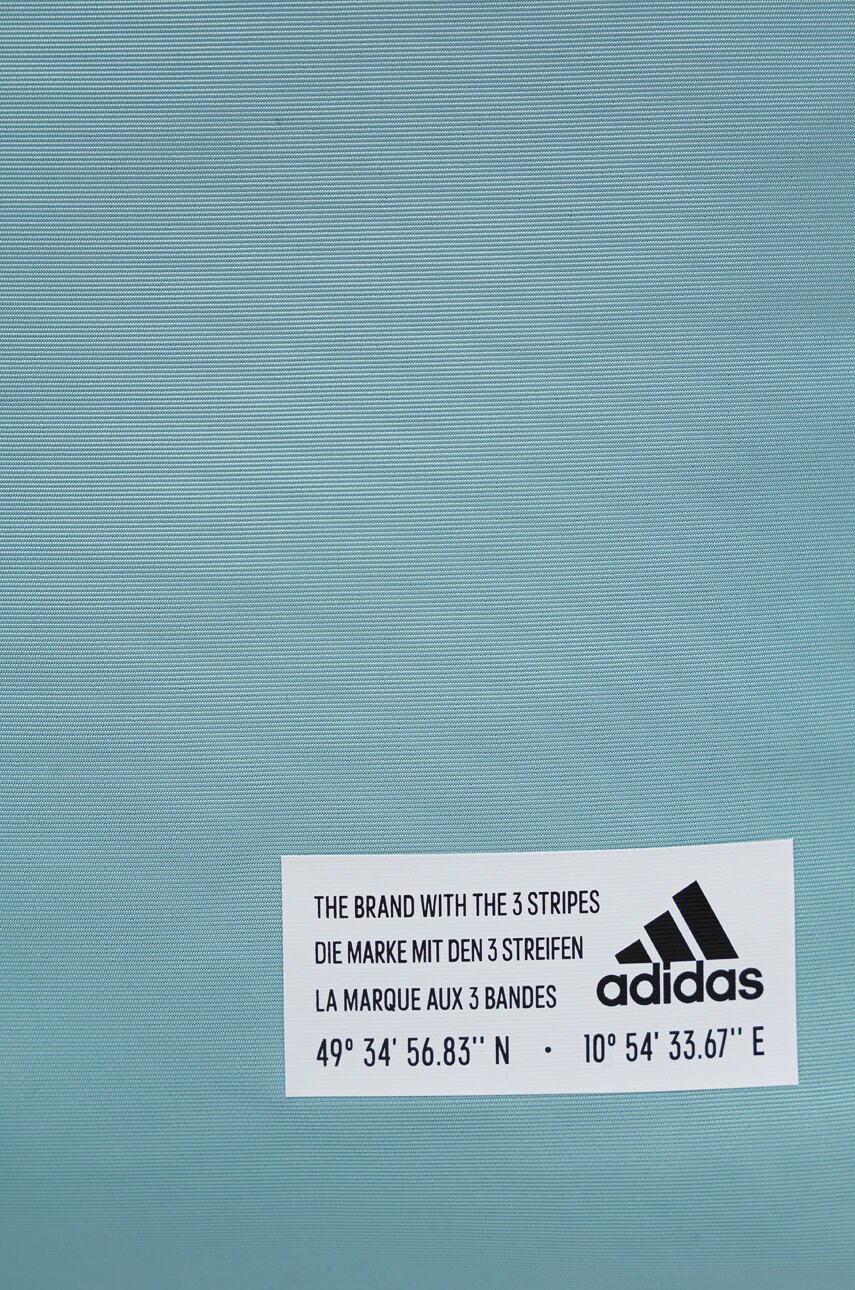 THE BRAND WITH THE 3 STRIPES
DIE MARKE MIT DEN 3 STREIFEN
LA MARQUE AUX 3 BANDES
adidas
49° 34' 56.83'' N · 10° 54' 33.67'' E